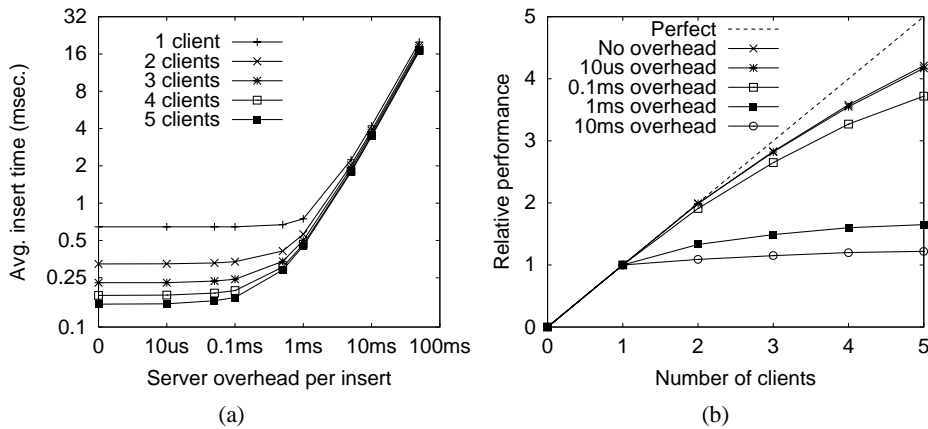 32
16
8
4
2
1
0.5
0.25
0.1
Avg. insert time (msec.)
1 client
2 clients
3 clients
4 clients
5 clients
0 10us 0.1ms 1ms 10ms 100ms
Server overhead per insert
(a)
5
4
3
2
1
0
Relative performance
Perfect
No overhead
10us overhead
0.1ms overhead
1ms overhead
10ms overhead
0 1 2 3 4 5
Number of clients
(b)